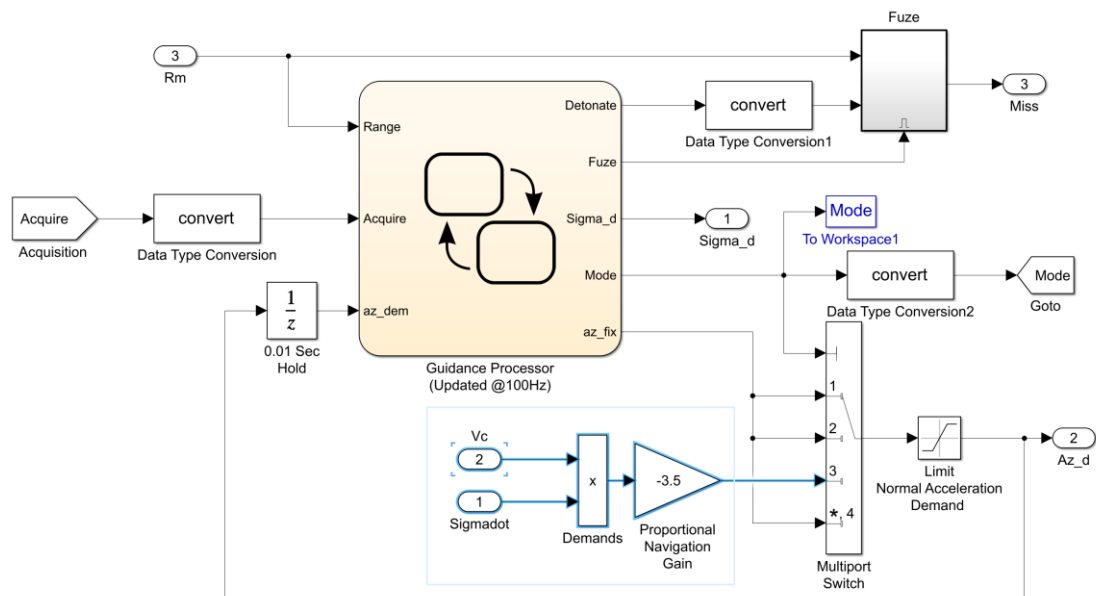 Fuze
3
Rm
Detonate
convert
Data Type Conversion1
3
Miss
Range
Fuze
Acquire
Acquisition
convert
Data Type Conversion
Acquire
Sigma_d
1
Sigma_d
Mode
To Workspace1
Mode
convert
Data Type Conversion2
Mode
Goto
1
z
0.01 Sec
Hold
az_dem
az_fix
Guidance Processor
(Updated @100Hz)
1
2
3
*, 4
Multiport
Switch
Vc
2
1
Sigmadot
x
Demands
-3.5
Proportional
Navigation
Gain
Limit
Normal Acceleration
Demand
2
Az_d